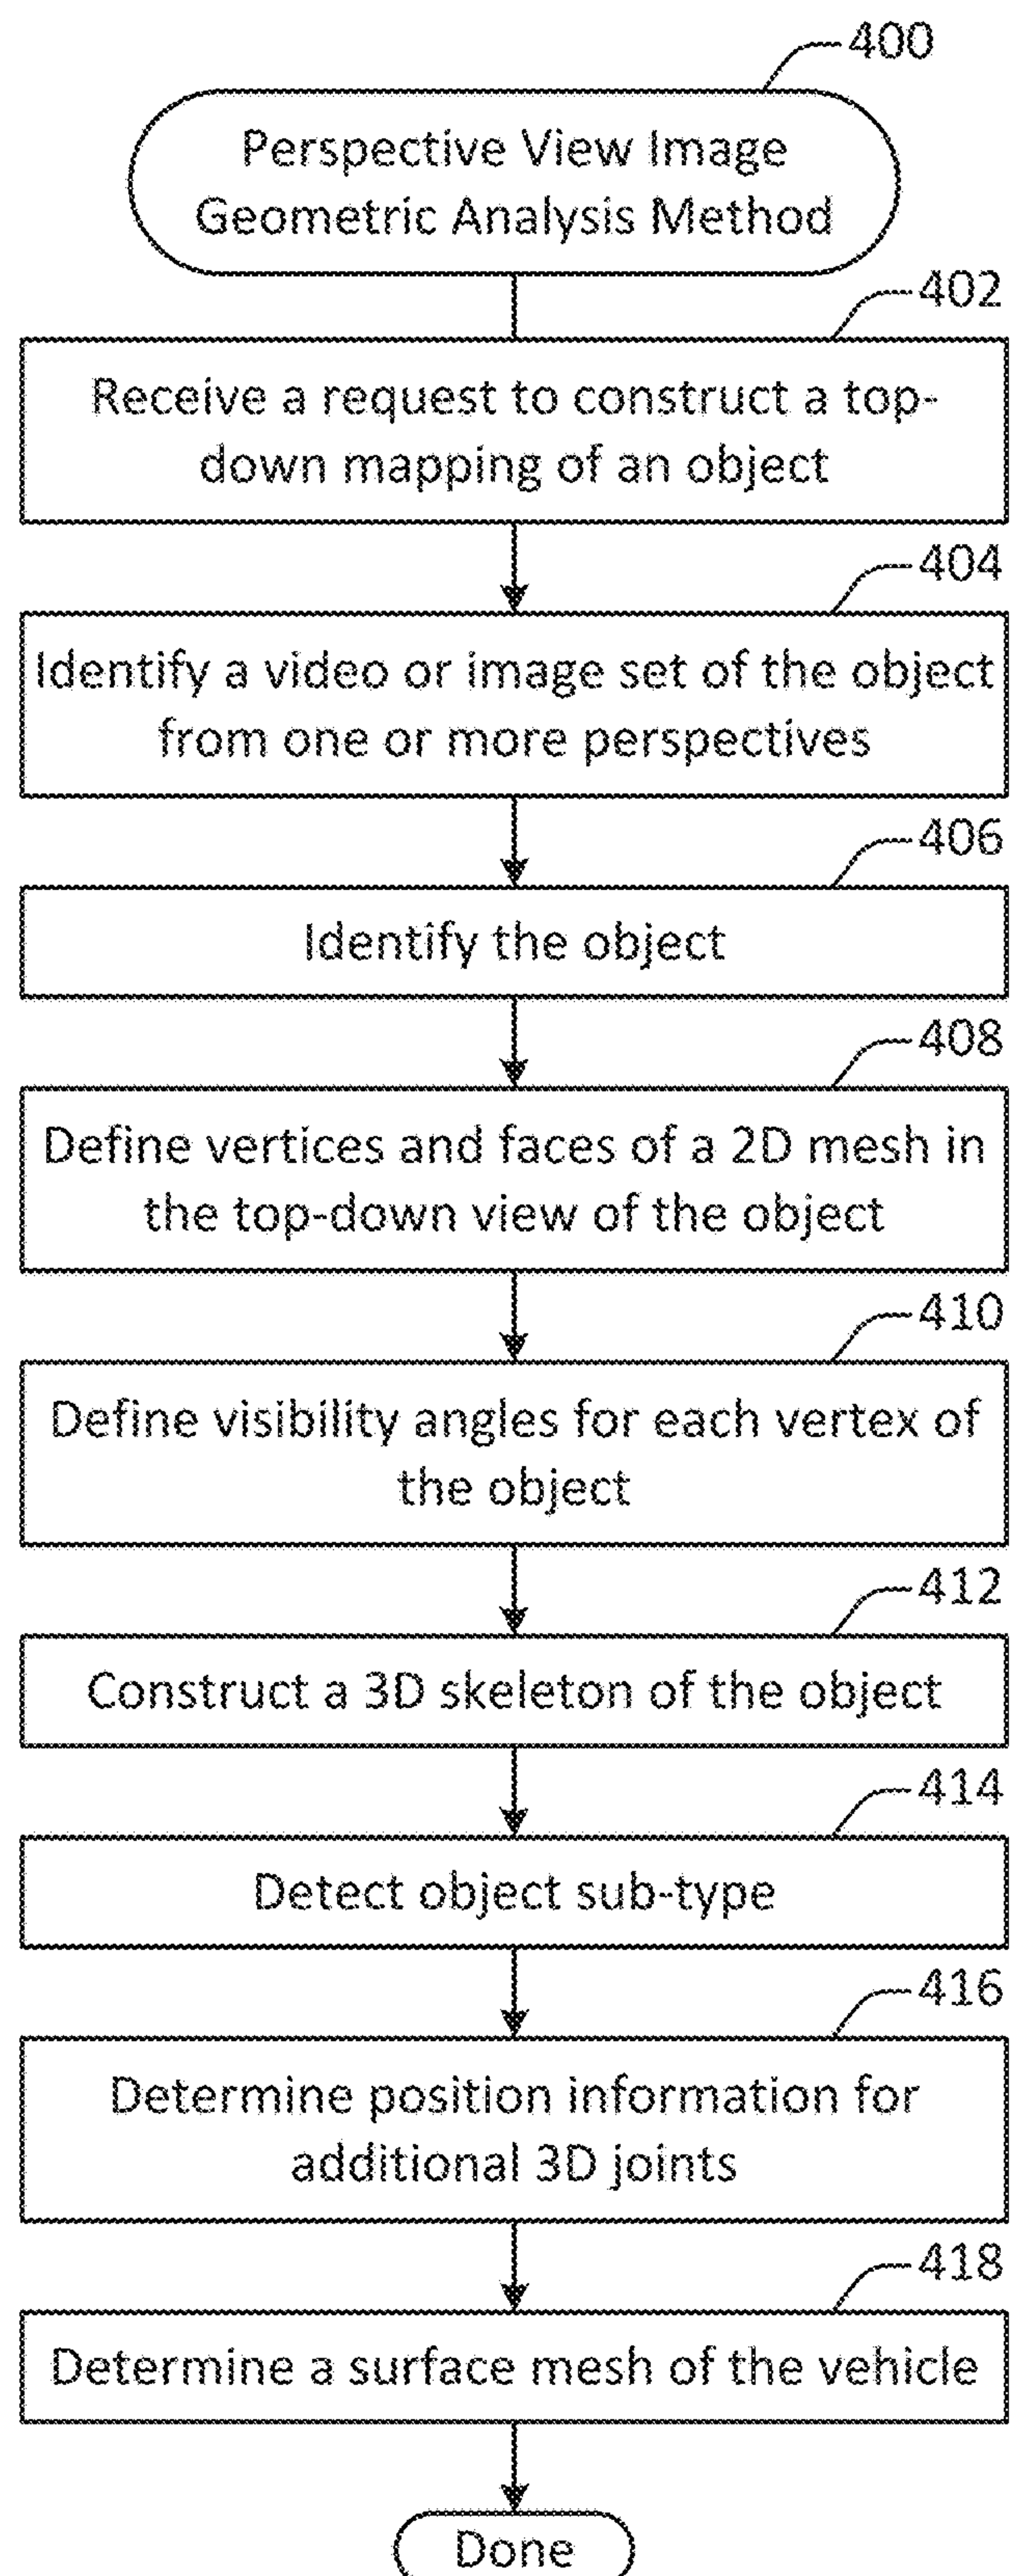 400
Perspective View Image
Geometric Analysis Method
402
Receive a request to construct a top-
down mapping of an object
404
Identify a video or image set of the object
from one or more perspectives
406
Identify the object
408
Define vertices and faces of a 2D mesh in
the top-down view of the object
410
Define visibility angles for each vertex of
the object
412
Construct a 3D skeleton of the object
414
Detect object sub-type
416
Determine position information for
additional 3D joints
418
Determine a surface mesh of the vehicle
Done